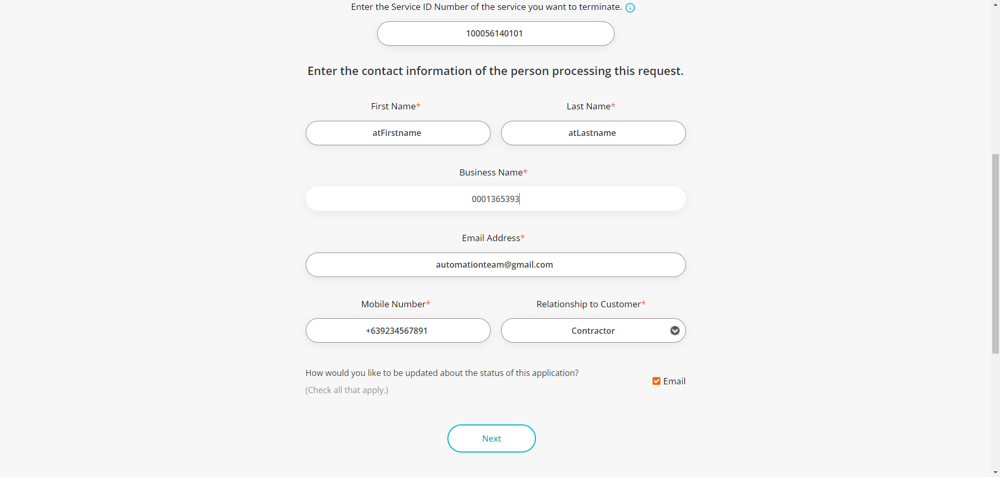 Enter the Service ID Number of the service you want to terminate.
100056140101
Enter the contact information of the person processing this request.
First Name* Last Name*
atFirstname atLastname
Business Name*
0001365393
Email Address*
automationteam@gmail.com
Mobile Number* Relationship to Customer*
+639234567891 Contractor
How would you like to be updated about the status of this application?
(Check all that apply.)
Email
Next